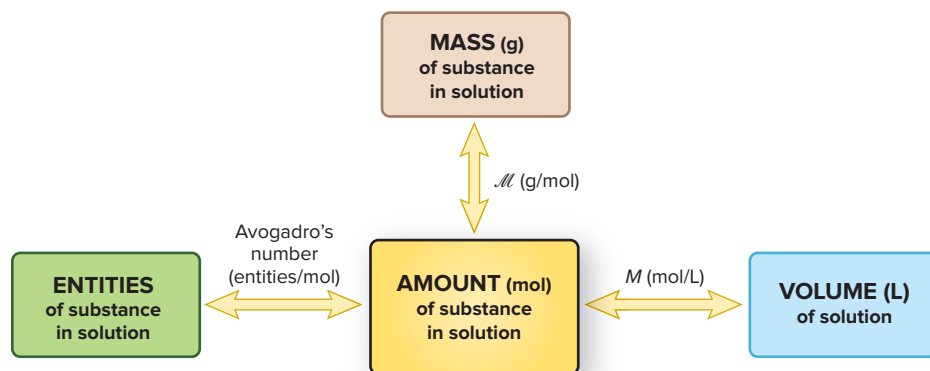 MASS (g)
of substance
in solution
ℳ (g/mol)
Avogadro’s
number
(entities/mol)
ENTITIES
of substance
in solution
AMOUNT (mol)
of substance
in solution
M (mol/L)
VOLUME (L)
of solution